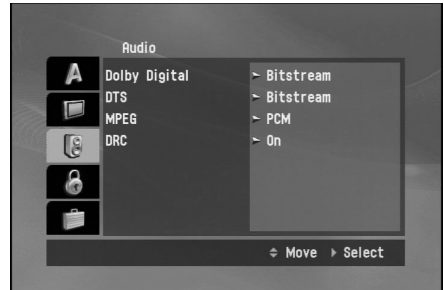 Audio
A
Dolby Digital ➢ Bitstream
DTS ➢ Bitstream
MPEG ➢ PCM
DRC ➢ On
Move Select